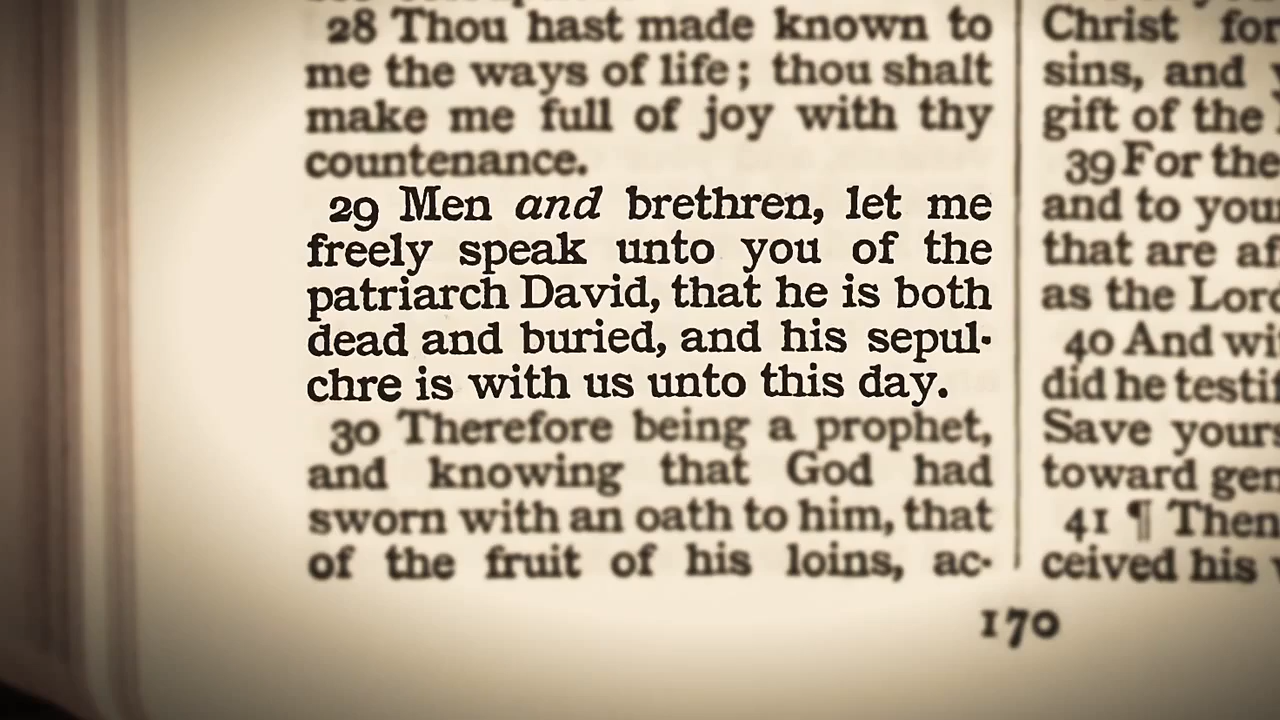 28 Thou hast made known to
me the ways of life; thou shalt
make me full of joy with thy
countenance.
29 Men and brethren, let me
freely speak unto you of the
patriarch David, that he is both
dead and buried, and his sepul-
chre is with us unto this day.
30 Therefore being a prophet,
and knowing that God had
sworn with an oath to him, that
of the fruit of his loins, ac-
Christ for
sins, and
gift of the
39 For the
and to your
that are af
as the Lord
40 And wi
did he testif
Save yours
toward gen
41 ¶ Then
ceived his
170